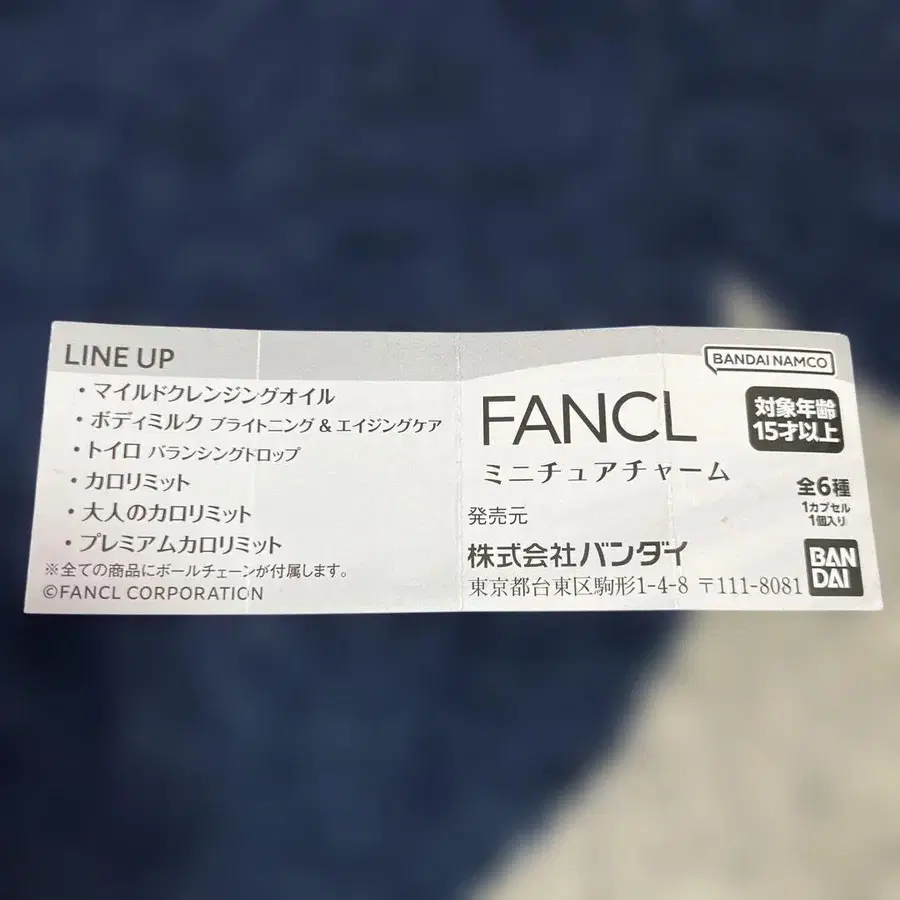 LINE UP
・マイルドクレンジングオイル
・ボディミルク ブライトニング & エイジングケア
・トイロ バランシングドロップ
・カロリミット
・大人のカロリミット
・プレミアムカロリミット
※全ての商品にボールチェーンが付属します。
©FANCL CORPORATION
BANDAI NAMCO
FANCL
ミニチュアチャーム
対象年齢
15才以上
全6種
1カプセル
1個入り
発売元
株式会社バンダイ
東京都台東区駒形1-4-8 〒111-8081
BAN
DAI